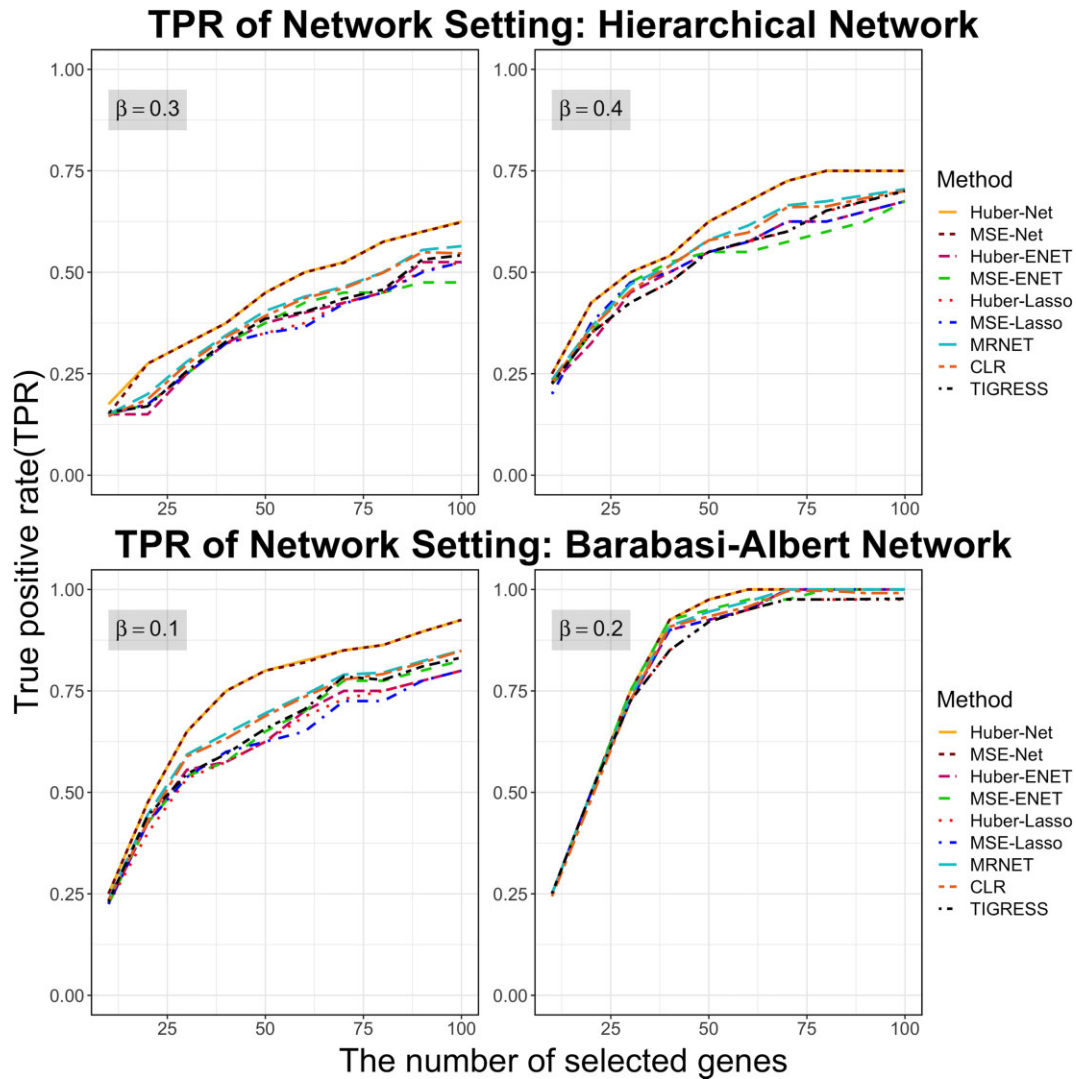 TPR of Network Setting: Hierarchical Network
β = 0.3
β = 0.4
1.00
0.75
0.50
0.25
0.00
1.00
0.75
0.50
0.25
0.00
25 50 75 100
25 50 75 100
Method
Huber-Net
MSE-Net
Huber-ENET
MSE-ENET
Huber-Lasso
MSE-Lasso
MRNET
CLR
TIGRESS
True positive rate(TPR)
TPR of Network Setting: Barabasi-Albert Network
β = 0.1
β = 0.2
1.00
0.75
0.50
0.25
0.00
1.00
0.75
0.50
0.25
0.00
25 50 75 100
25 50 75 100
Method
Huber-Net
MSE-Net
Huber-ENET
MSE-ENET
Huber-Lasso
MSE-Lasso
MRNET
CLR
TIGRESS
The number of selected genes